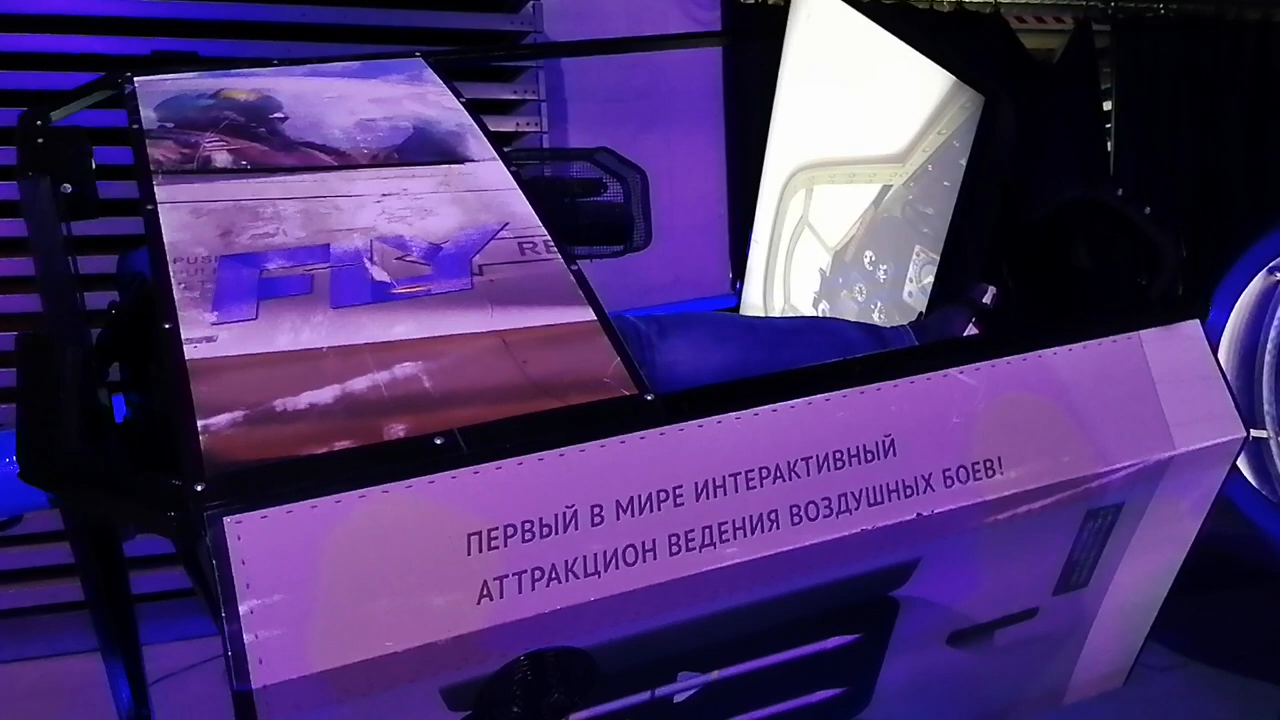 FLY
ПЕРВЫЙ В МИРЕ ИНТЕРАКТИВНЫЙ
АТТРАКЦИОН ВЕДЕНИЯ ВОЗДУШНЫХ БОЕВ!